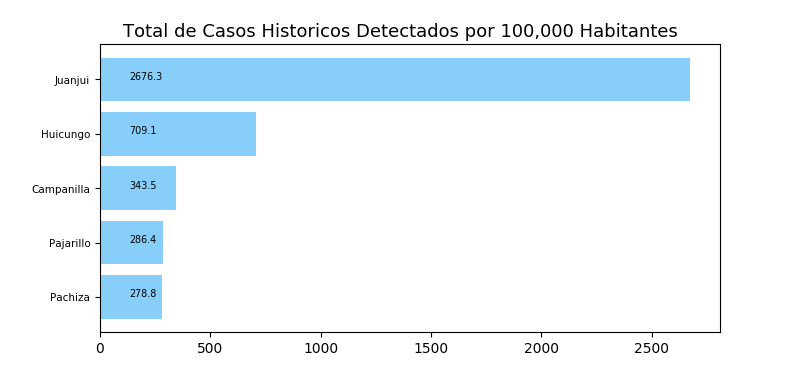 Total de Casos Historicos Detectados por 100,000 Habitantes
Juanjui 2676.3
Huicungo 709.1
Campanilla 343.5
Pajarillo 286.4
Pachiza 278.8
0 500 1000 1500 2000 2500